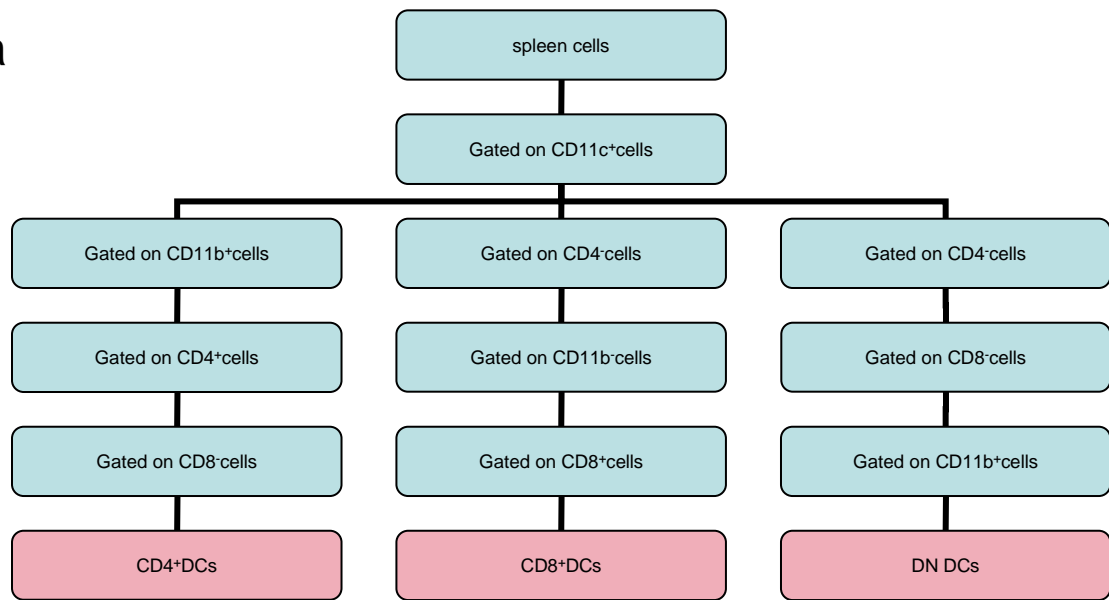 a
spleen cells
Gated on CD11c⁺cells
Gated on CD11b⁺cells
Gated on CD4⁻cells
Gated on CD4⁻cells
Gated on CD4⁺cells
Gated on CD11b⁻cells
Gated on CD8⁻cells
Gated on CD8⁻cells
Gated on CD8⁺cells
Gated on CD11b⁺cells
CD4⁺DCs
CD8⁺DCs
DN DCs